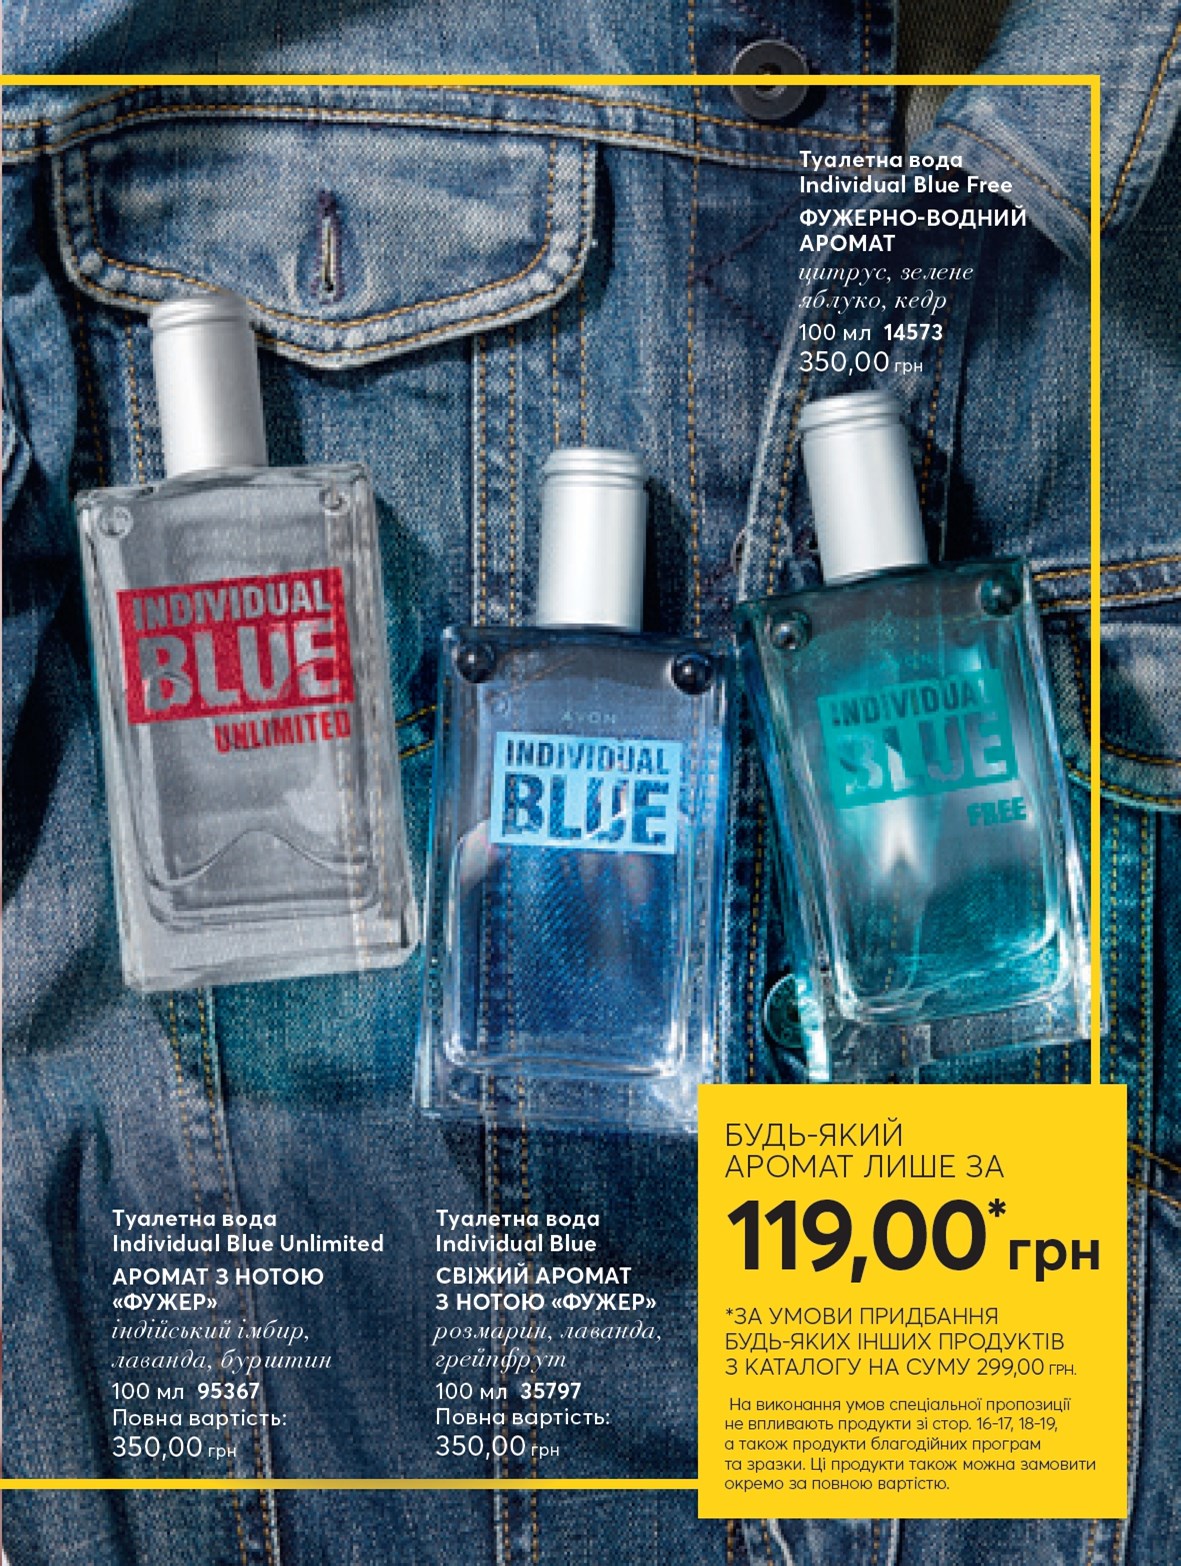 Туалетна вода
Individual Blue Free
ФУЖЕРНО-ВОДНИЙ
АРОМАТ
цитрус, зелене
яблуко, кедр
100 мл 14573
350,00 грн
INDIVIDUAL
BLUE
UNLIMITED
AVON
INDIVIDUAL
BLUE
AVON
INDIVIDUAL
BLUE
FREE
Туалетна вода
Individual Blue Unlimited
АРОМАТ З НОТОЮ
«ФУЖЕР»
індійський імбир,
лаванда, бурштин
100 мл 95367
Повна вартість:
350,00 грн
Туалетна вода
Individual Blue
СВІЖИЙ АРОМАТ
З НОТОЮ «ФУЖЕР»
розмарин, лаванда,
грейпфрут
100 мл 35797
Повна вартість:
350,00 грн
БУДЬ-ЯКИЙ
АРОМАТ ЛИШЕ ЗА
119,00* грн
*ЗА УМОВИ ПРИДБАННЯ
БУДЬ-ЯКИХ ІНШИХ ПРОДУКТІВ
З КАТАЛОГУ НА СУМУ 299,00 ГРН.
На виконання умов спеціальної пропозиції
не впливають продукти зі стор. 16-17, 18-19,
а також продукти благодійних програм
та зразки. Ці продукти також можна замовити
окремо за повною вартістю.